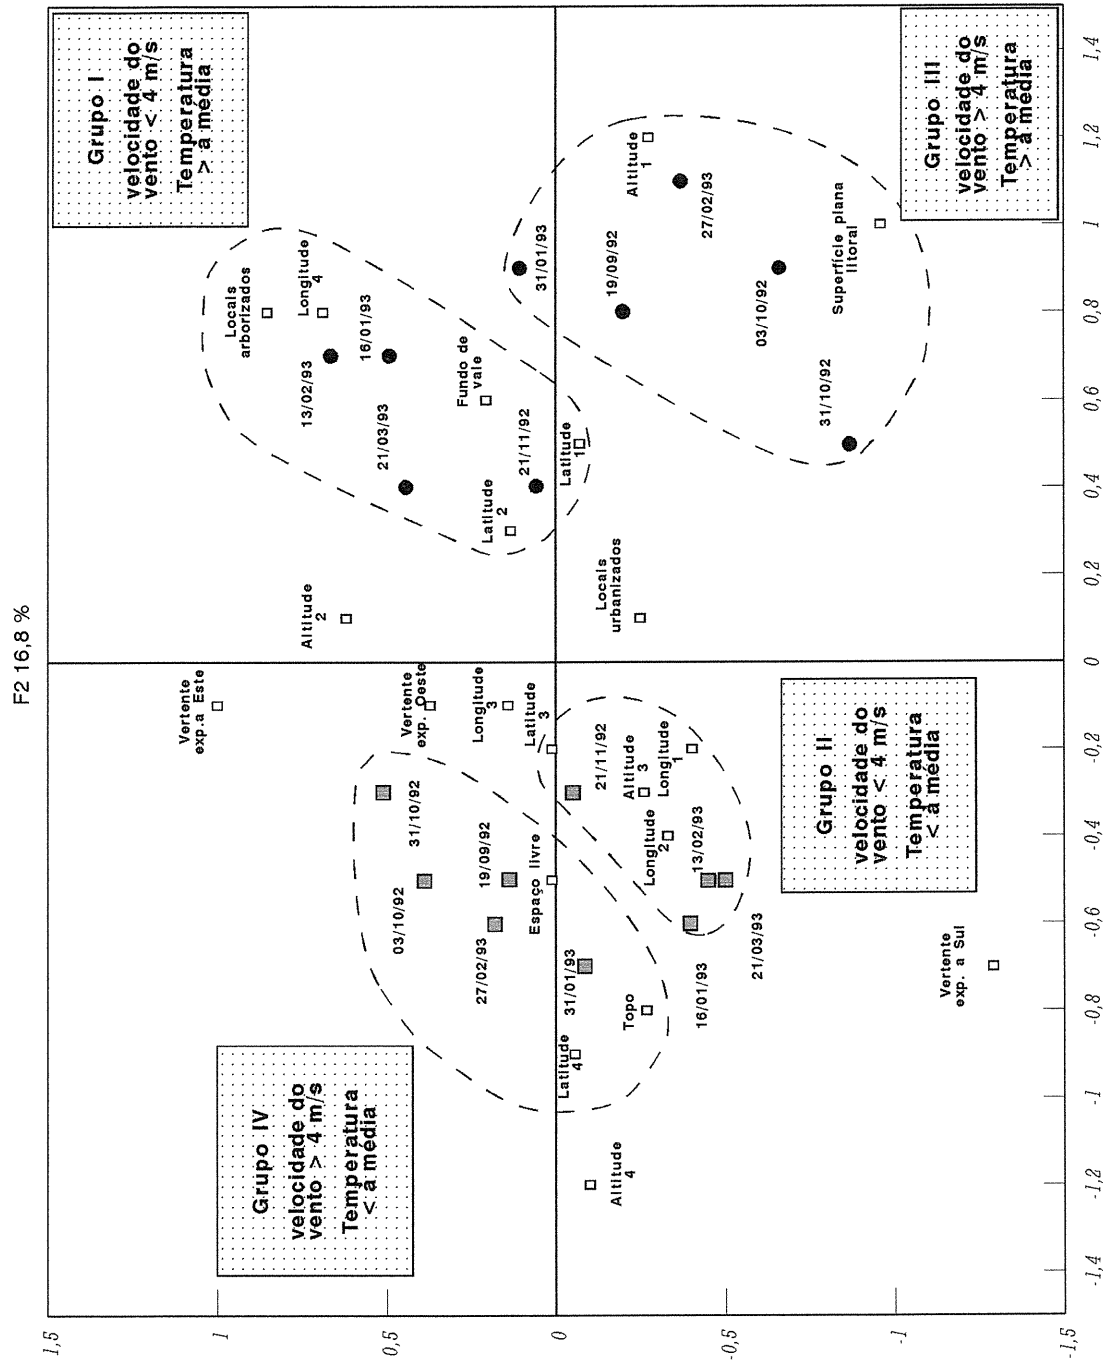 F2 16,8 %
Grupo IV
velocidade do
vento > 4 m/s
Temperatura
< a média
Vertente
exp.a Este
Altitude
2
Grupo I
velocidade do
vento < 4 m/s
Temperatura
> a média
Locais
arborizados
Longitude
4
13/02/93
16/01/93
21/03/93
Fundo de
vale
Latitude
2
21/11/92
Latitude
1
31/10/92
Vertente
exp. Oeste
Longitude
3
Latitude
3
03/10/92
19/09/92
27/02/93
Espaço livre
31/01/93
Latitude
4
Topo
Altitude
4
21/11/92
Altitude
3
Longitude
1
Longitude
2
13/02/93
16/01/93
21/03/93
Vertente
exp. a Sul
Grupo II
velocidade do
vento < 4 m/s
Temperatura
< a média
Locais
urbanizados
31/01/93
19/09/92
Altitude
1
27/02/93
03/10/92
31/10/92
Superfície plana
litoral
Grupo III
velocidade do
vento > 4 m/s
Temperatura
> a média
1,5
1
0,5
0
-0,5
-1
-1,5
-1,4
-1,2
-1
-0,8
-0,6
-0,4
-0,2
0
0,2
0,4
0,6
0,8
1
1,2
1,4